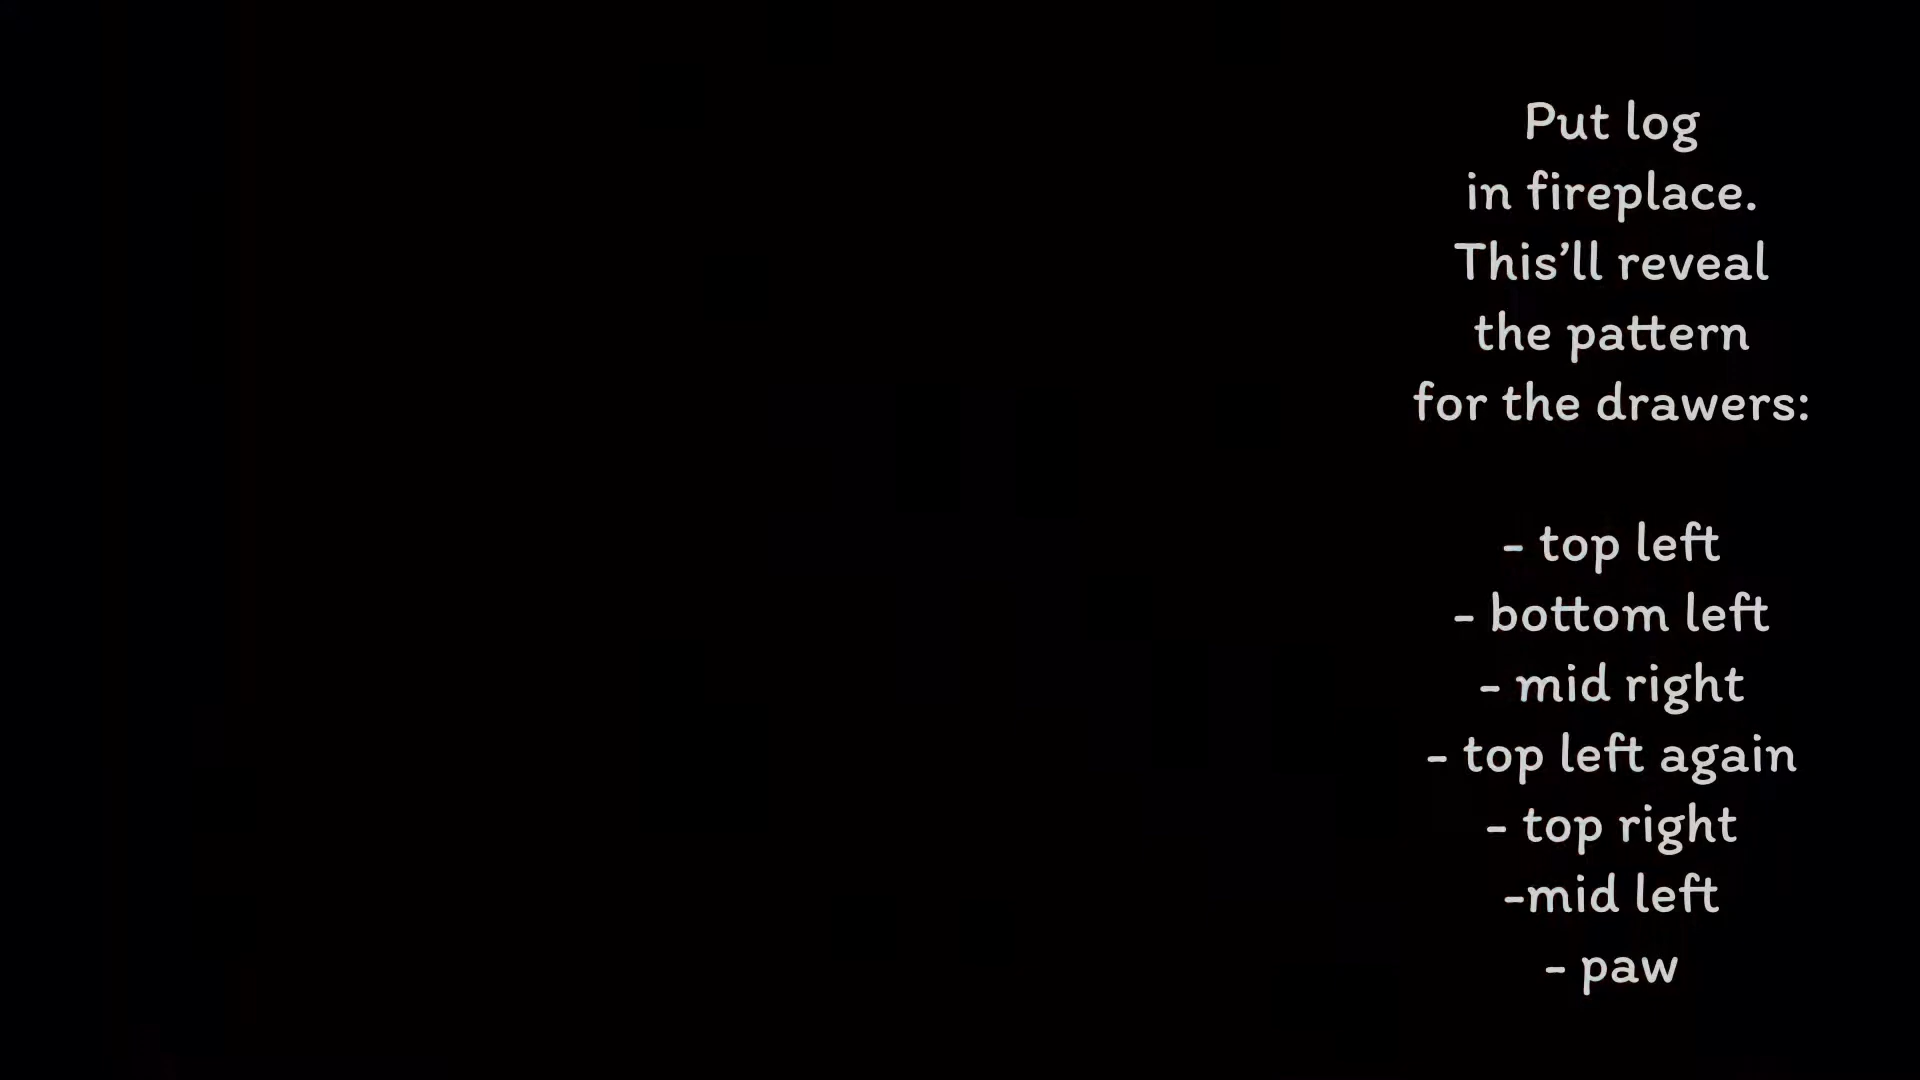 Put log
in fireplace.
This’ll reveal
the pattern
for the drawers:
- top left
- bottom left
- mid right
- top left again
- top right
-mid left
- paw